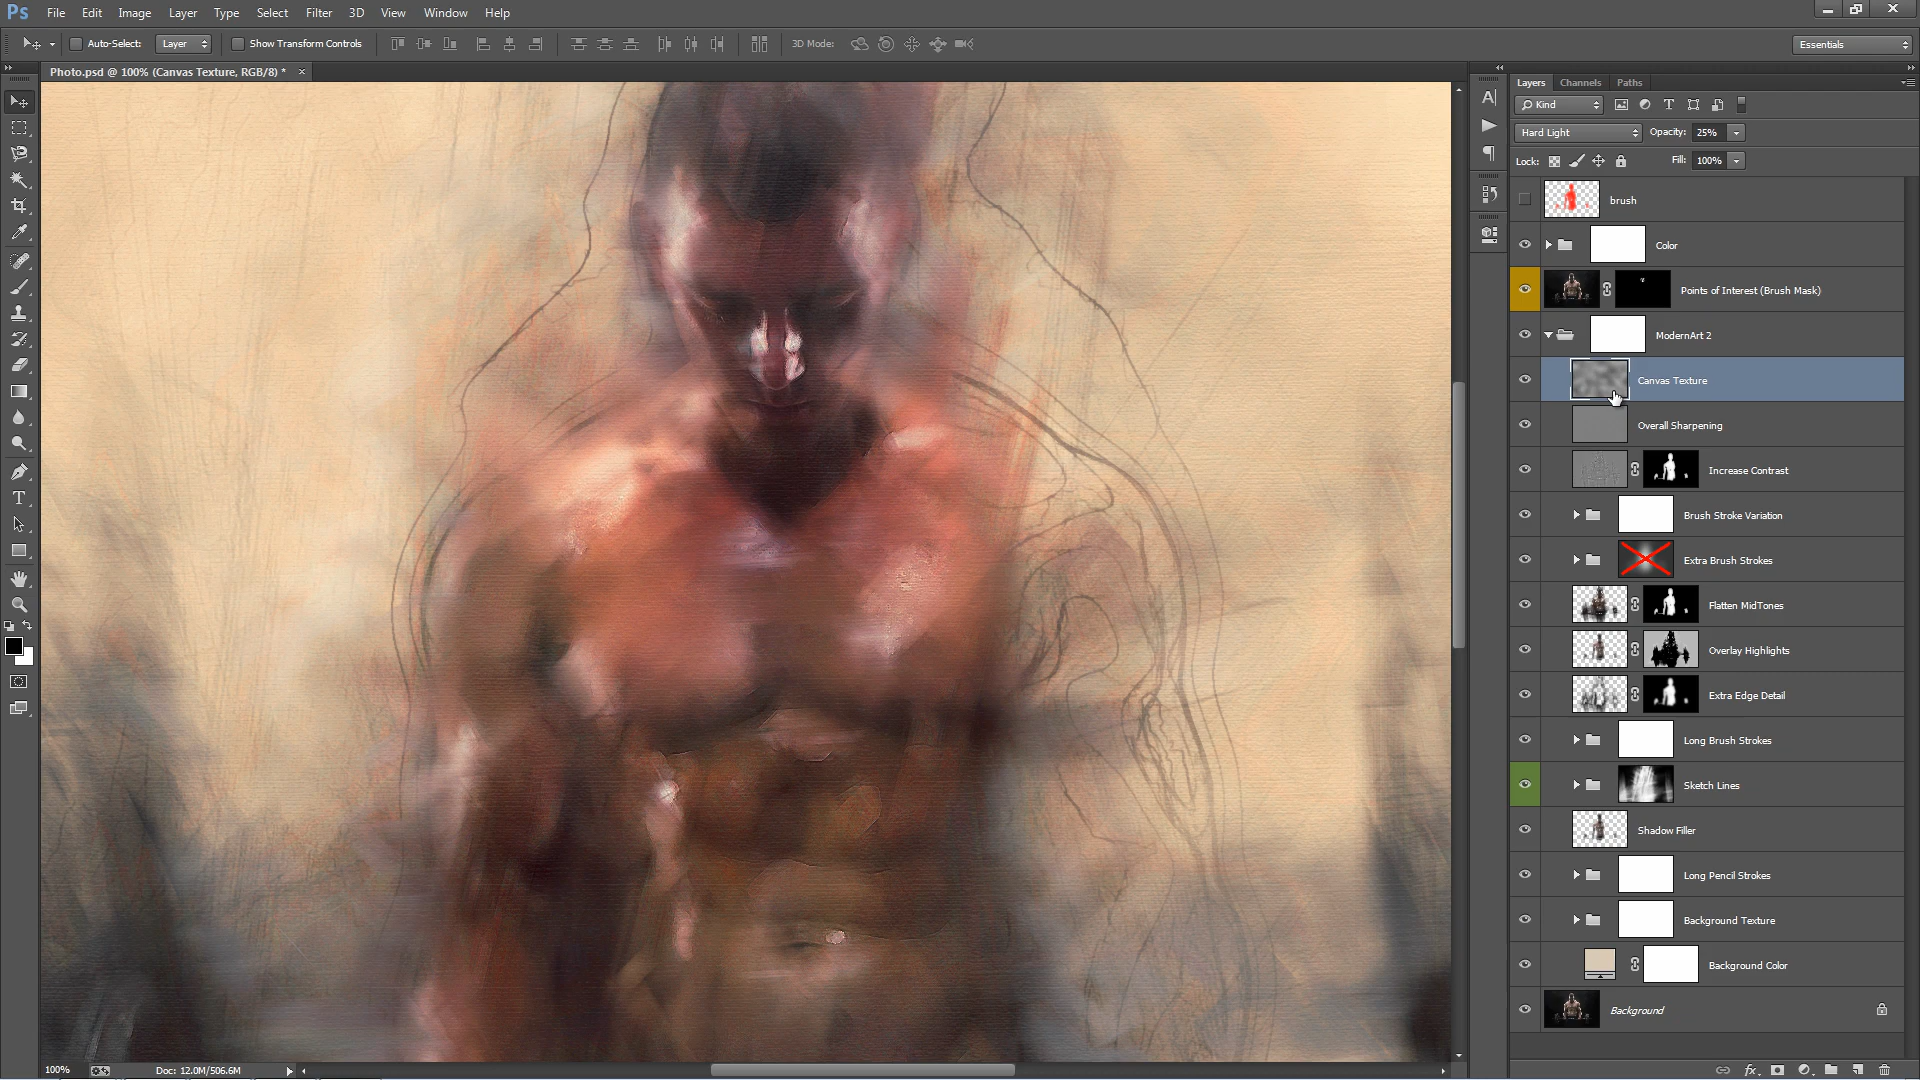 Ps File Edit Image Layer Type Select Filter 3D View Window Help
Auto-Select: Layer Show Transform Controls 3D Mode: Essentials
Photo.psd @ 100% (Canvas Texture, RGB/8) * ×
Layers Channels Paths
Kind
Hard Light Opacity: 25%
Lock: Fill: 100%
brush
Color
Points of Interest (Brush Mask)
ModernArt 2
Canvas Texture
Overall Sharpening
Increase Contrast
Brush Stroke Variation
Extra Brush Strokes
Flatten MidTones
Overlay Highlights
Extra Edge Detail
Long Brush Strokes
Sketch Lines
Shadow Filler
Long Pencil Strokes
Background Texture
Background Color
Background
100% Doc: 12.0M/506.6M
fx